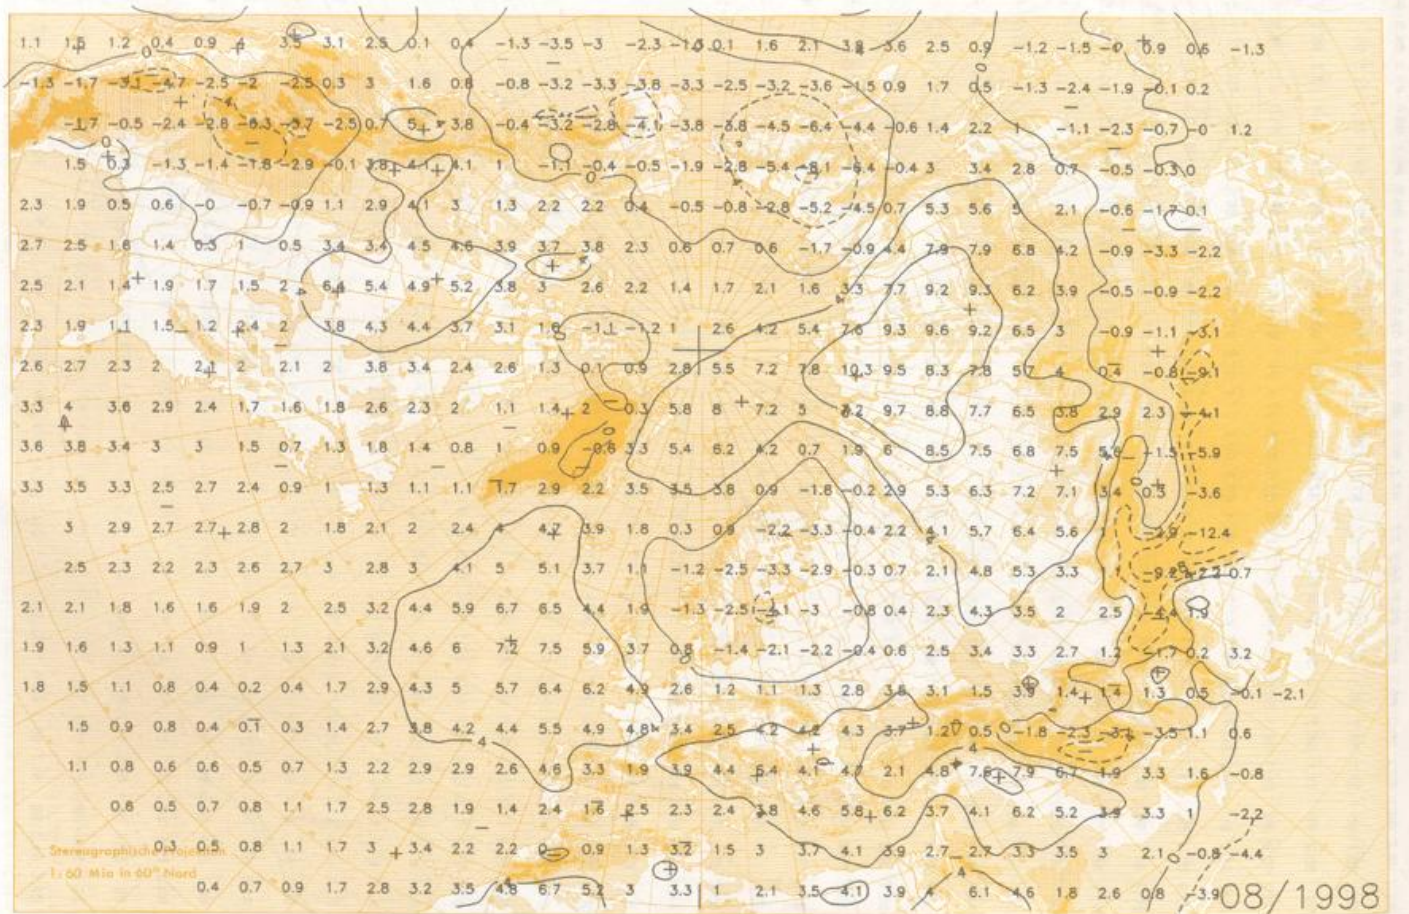 1.1 1.5 1.2 0.4 0.9 4 3.5 3.1 2.5 0.1 0.4 -1.3 -3.5 -3 -2.3 0.1 1.6 2.1 3.6 2.5 0.9 -1.2 -1.5 0.9 0.6 -1.3
-1.3 -1.7 -3.1 -4.7 -2.5 -2 -2.5 0.3 3 1.6 0.8 -0.8 -3.2 -3.3 -3.8 -3.3 -2.5 -3.2 -3.6 -1.5 0.9 1.7 0.5 -1.3 -2.4 -1.9 -0.1 0.2
-1.7 -0.5 -2.4 -2.8 -6.3 -3.7 -2.5 0.7 5 3.8 -0.4 -3.2 -2.8 -4.1 -3.8 -3.8 -4.5 -6.4 -4.4 -0.6 1.4 2.2 1 -1.1 -2.3 -0.7 -0 1.2
1.5 0.3 -1.3 -1.4 -1.8 -2.9 -0.1 3.8 4.1 4.1 1 -1.1 -0.4 -0.5 -1.9 -2.8 -5.4 -8.1 -6.4 -0.4 3 3.4 2.8 0.7 -0.5 -0.3 0
2.3 1.9 0.5 0.6 -0 -0.7 -0.9 1.1 2.9 4.1 3 1.3 2.2 2.2 0.4 -0.5 -0.8 -2.8 -5.2 -4.5 0.7 5.3 5.6 5 2.1 -0.6 -1.7 0.1
2.7 2.5 1.6 1.4 0.3 1 0.5 3.4 3.4 4.5 4.6 3.9 3.7 3.8 2.3 0.6 0.7 0.6 -1.7 -0.9 4.4 7.9 7.9 6.8 4.2 -0.9 -3.3 -2.2
2.5 2.1 1.4 1.9 1.7 1.5 2 6.4 5.4 4.9 5.2 3.8 3 2.6 2.2 1.4 1.7 2.1 1.6 3.3 7.7 9.2 9.3 6.2 3.9 -0.5 -0.9 -2.2
2.3 1.9 1.1 1.5 1.2 2.4 2 3.8 4.3 4.4 3.7 3.1 1.6 -1.1 -1.2 1 2.6 4.2 5.4 7.6 9.3 9.6 9.2 6.5 3 -0.9 -1.1 -3.1
2.6 2.7 2.3 2 2.1 2 2.1 2 3.8 3.4 2.4 2.6 1.3 0.1 0.9 2.8 5.5 7.2 7.8 10.3 9.5 8.3 7.8 5.7 4 0.4 -0.8 -9.1
3.3 4 3.6 2.9 2.4 1.7 1.6 1.8 2.6 2.3 2 1.1 1.4 2 0.3 5.8 8 7.2 5 9.7 8.8 7.7 6.5 3.8 2.9 2.3 -4.1
3.6 3.8 3.4 3 3 1.5 0.7 1.3 1.8 1.4 0.8 1 0.9 -0.6 3.3 5.4 6.2 4.2 0.7 1.9 6 8.5 7.5 6.8 7.5 5.8 -1.5 -5.9
3.3 3.5 3.3 2.5 2.7 2.4 0.9 1 1.3 1.1 1.1 1.7 2.9 2.2 3.5 3.5 3.8 0.9 -1.8 -0.2 2.9 5.3 6.3 7.2 7.1 3.4 0.3 -3.6
3 2.9 2.7 2.7 2.8 2 1.8 2.1 2 2.4 4 4.7 3.9 1.8 0.3 0.9 -2.2 -3.3 -0.4 2.2 4.1 5.7 6.4 5.6 1 -2.9 -12.4
2.5 2.3 2.2 2.3 2.6 2.7 3 2.8 3 4.1 5 5.1 3.7 1.1 -1.2 -2.5 -3.3 -2.9 -0.3 0.7 2.1 4.8 5.3 3.3 1 -2.2 0.7
2.1 2.1 1.8 1.6 1.6 1.9 2 2.5 3.2 4.4 5.9 6.7 6.5 4.4 1.9 -1.3 -2.5 -4.1 -3 -0.8 0.4 2.3 4.3 3.5 2 2.5 -4.4 1.9
1.9 1.6 1.3 1.1 0.9 1 1.3 2.1 3.2 4.6 6 7.2 7.5 5.9 3.7 0.8 -1.4 -2.1 -2.2 -0.4 0.6 2.5 3.4 3.3 2.7 1.2 -1.7 0.2 3.2
1.8 1.5 1.1 0.8 0.4 0.2 0.4 1.7 2.9 4.3 5 5.7 6.4 6.2 4.9 2.6 1.2 1.1 1.3 2.8 3.6 3.1 1.5 3.9 1.4 1.4 1.3 0.5 -0.1 -2.1
1.5 0.9 0.8 0.4 0.1 0.3 1.4 2.7 3.8 4.2 4.4 5.5 4.9 4.8 3.4 2.5 4.2 4.2 4.3 3.7 1.2 0.5 -1.8 -2.3 -3.5 1.1 0.6
1.1 0.8 0.6 0.6 0.5 0.7 1.3 2.2 2.9 2.9 2.6 4.6 3.3 1.9 3.9 4.4 5.4 4.1 4.7 2.1 4.8 7.6 7.9 6.7 1.9 3.3 1.6 -0.8
0.6 0.5 0.7 0.8 1.1 1.7 2.5 2.8 1.9 1.4 2.4 1.6 2.5 2.3 2.4 3.8 4.6 5.8 6.2 3.7 4.1 6.2 5.2 3.9 3.3 1 -2.2
0.3 0.5 0.8 1.1 1.7 3 3.4 2.2 2.2 0 0.9 1.3 3.2 1.5 3 3.7 4.1 3.9 2.7 2.7 3.3 3.5 3 2.1 -0.8 -4.4
Stereographische Projektion
1:60 Mio in 60° Nord
0.4 0.7 0.9 1.7 2.8 3.2 3.5 4.8 6.7 5.2 3 3.3 1 2.1 3.5 4.1 3.9 4 6.1 4.6 1.8 2.6 0.8 -3.9
08/1998